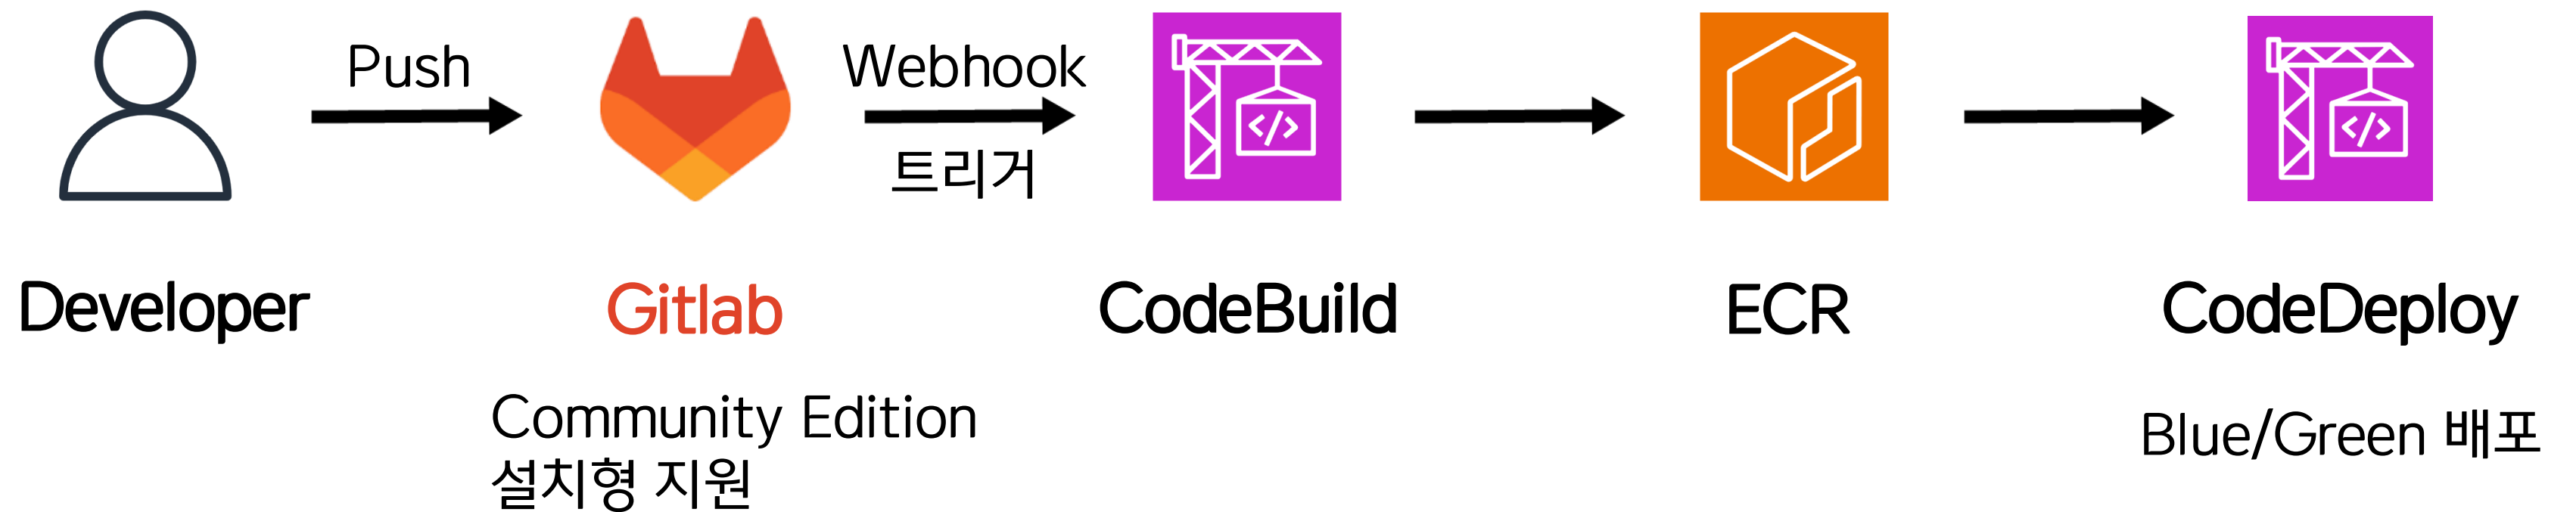 Push
Webhook
트리거
Developer
Gitlab
CodeBuild
ECR
CodeDeploy
Community Edition
설치형 지원
Blue/Green 배포